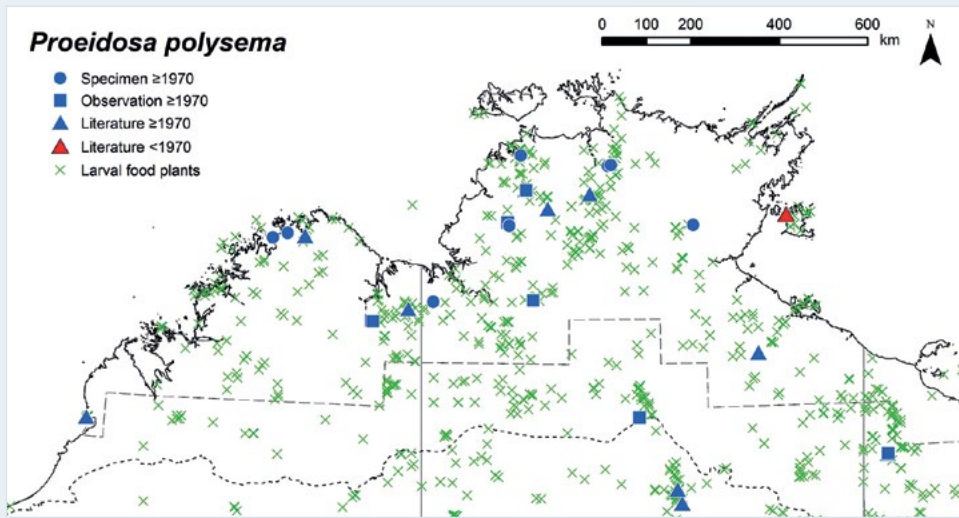 Proeidosa polysema
Specimen ≥1970
Observation ≥1970
Literature ≥1970
Literature <1970
Larval food plants
0 100 200 400 600
km
N